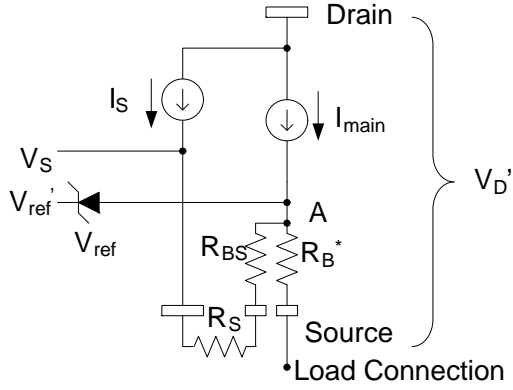 Drain
I_S
I_main
V_S
V_D'
V_ref'
A
V_ref
R_BS
R_B*
R_S
Source
Load Connection